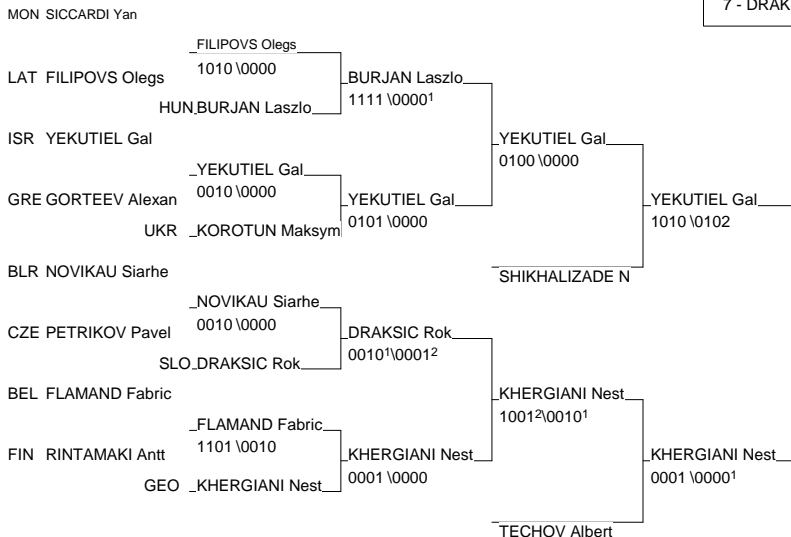 7 - DRAK
MON SICCARDI Yan
FILIPOVS Olegs
1010 \0000
LAT FILIPOVS Olegs
BURJAN Laszlo
1111 \0000¹
HUN BURJAN Laszlo
ISR YEKUTIEL Gal
YEKUTIEL Gal
0100 \0000
YEKUTIEL Gal
0010 \0000
GRE GORTEEV Alexan
YEKUTIEL Gal
0101 \0000
YEKUTIEL Gal
1010 \0102
UKR KOROTUN Maksym
BLR NOVIKAU Siarhe
SHIKHALIZADE N
NOVIKAU Siarhe
0010 \0000
CZE PETRIKOV Pavel
DRAKSIC Rok
0010¹\0001²
SLO DRAKSIC Rok
BEL FLAMAND Fabric
KHERGIANI Nest
1001²\0010¹
FLAMAND Fabric
1101 \0010
FIN RINTAMAKI Antt
KHERGIANI Nest
0001 \0000
KHERGIANI Nest
0001 \0000¹
GEO KHERGIANI Nest
TECHOV Albert